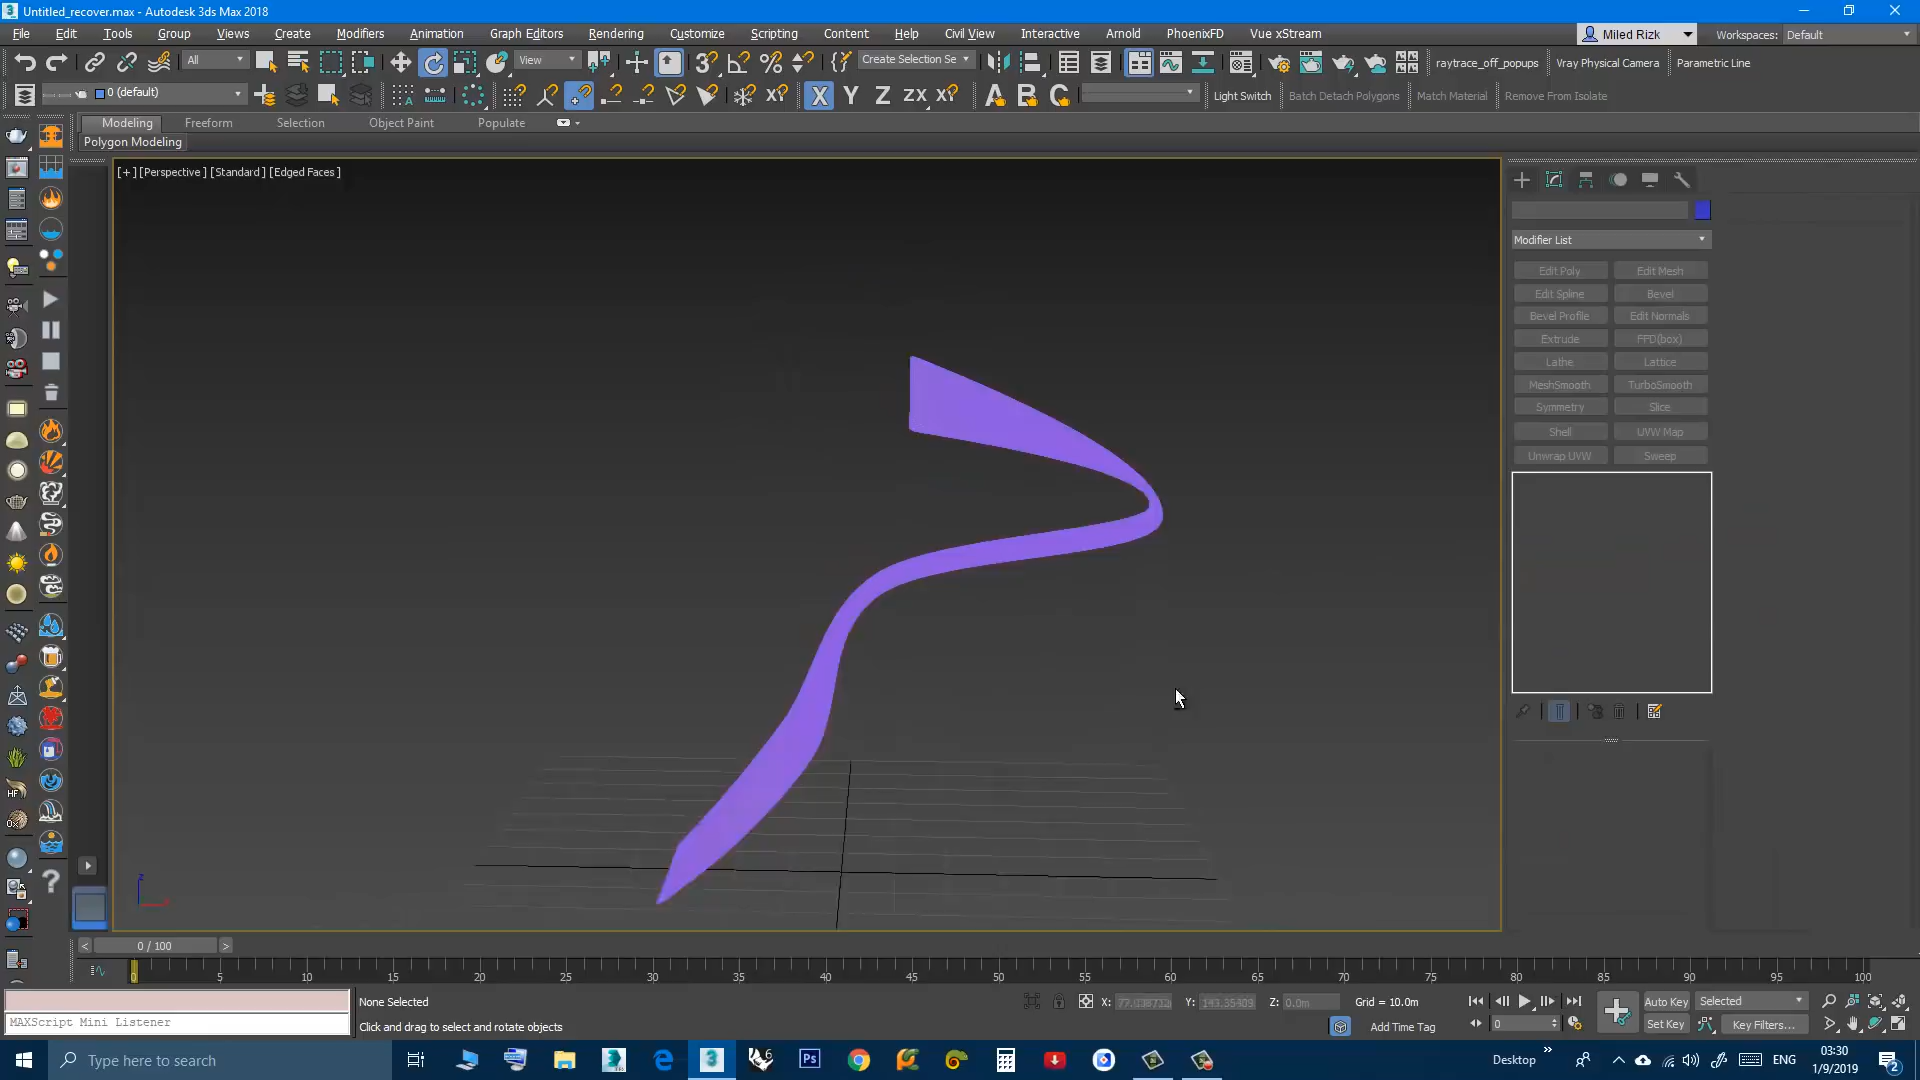 Untitled_recover.max - Autodesk 3ds Max 2018
File Edit Tools Group Views Create Modifiers Animation Graph Editors Rendering Customize Scripting Content Help Civil View Interactive Arnold PhoenixFD Vue xStream Miled Rizk Workspaces: Default
All View Create Selection Se raytrace_off_popups Vray Physical Camera Parametric Line
0 (default) X Y Z ZX XY A B C Light Switch Batch Detach Polygons Match Material Remove From Isolate
Modeling Freeform Selection Object Paint Populate
Polygon Modeling
[+] [Perspective] [Standard] [Edged Faces]
Modifier List
Edit Poly Edit Mesh
Edit Spline Bevel
Bevel Profile Edit Normals
Extrude FFD(box)
Lathe Lattice
MeshSmooth TurboSmooth
Symmetry Slice
Shell UVW Map
Unwrap UVW Sweep
< 0 / 100 >
0 5 10 15 20 25 30 35 40 45 50 55 60 65 70 75 80 85 90 95 100
None Selected X: Y: Z: 0.0m Grid = 10.0m Auto Key Selected
MAXScript Mini Listener Click and drag to select and rotate objects Add Time Tag 0 Set Key Key Filters...
Type here to search Desktop ENG 03:30
1/9/2019